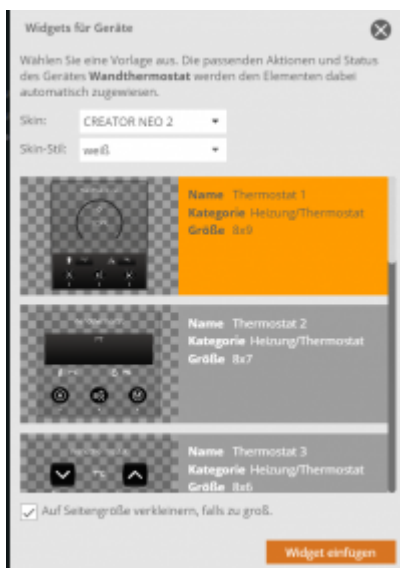 Widgets für Geräte
Wählen Sie eine Vorlage aus. Die passenden Aktionen und Status
des Gerätes Wandthermostat werden den Elementen dabei
automatisch zugewiesen.
Skin: CREATOR NEO 2
Skin-Stil: weiß
Name Thermostat 1
Kategorie Heizung/Thermostat
Größe 8x9
Name Thermostat 2
Kategorie Heizung/Thermostat
Größe 8x7
Name Thermostat 3
Kategorie Heizung/Thermostat
Größe 8x6
Auf Seitengröße verkleinern, falls zu groß.
Widget einfügen